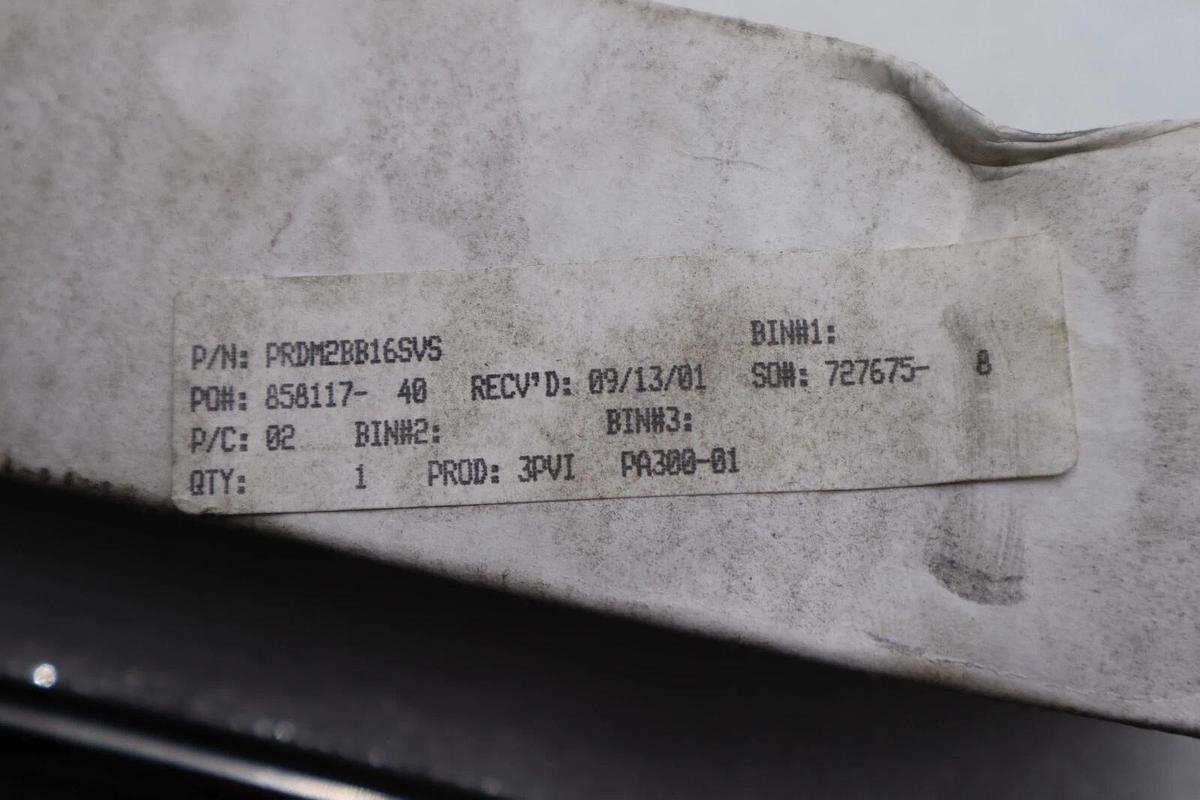 BIN#1:
P/N: PRDM2BB16SVS
PO#: 858117- 40 RECV'D: 09/13/01 SO#: 727675- 8
P/C: 02 BIN#2: BIN#3:
QTY: 1 PROD: 3PVI PA300-01